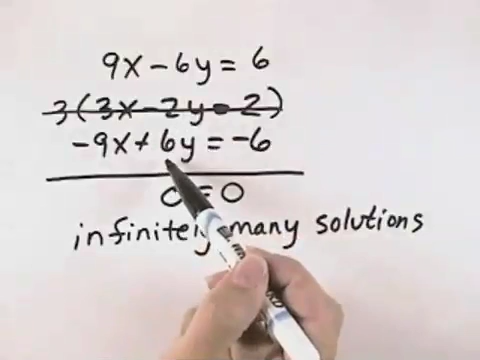 9x - 6y = 6
3(3x - 2y = 2)
-9x + 6y = -6
0 = 0
infinitely many solutions